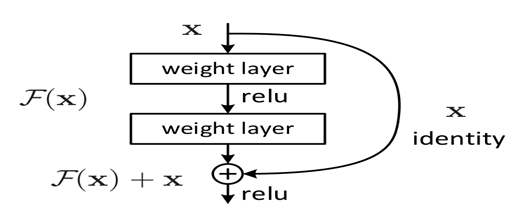 x
weight layer
F(x)
relu
x
identity
weight layer
F(x) + x
+
relu